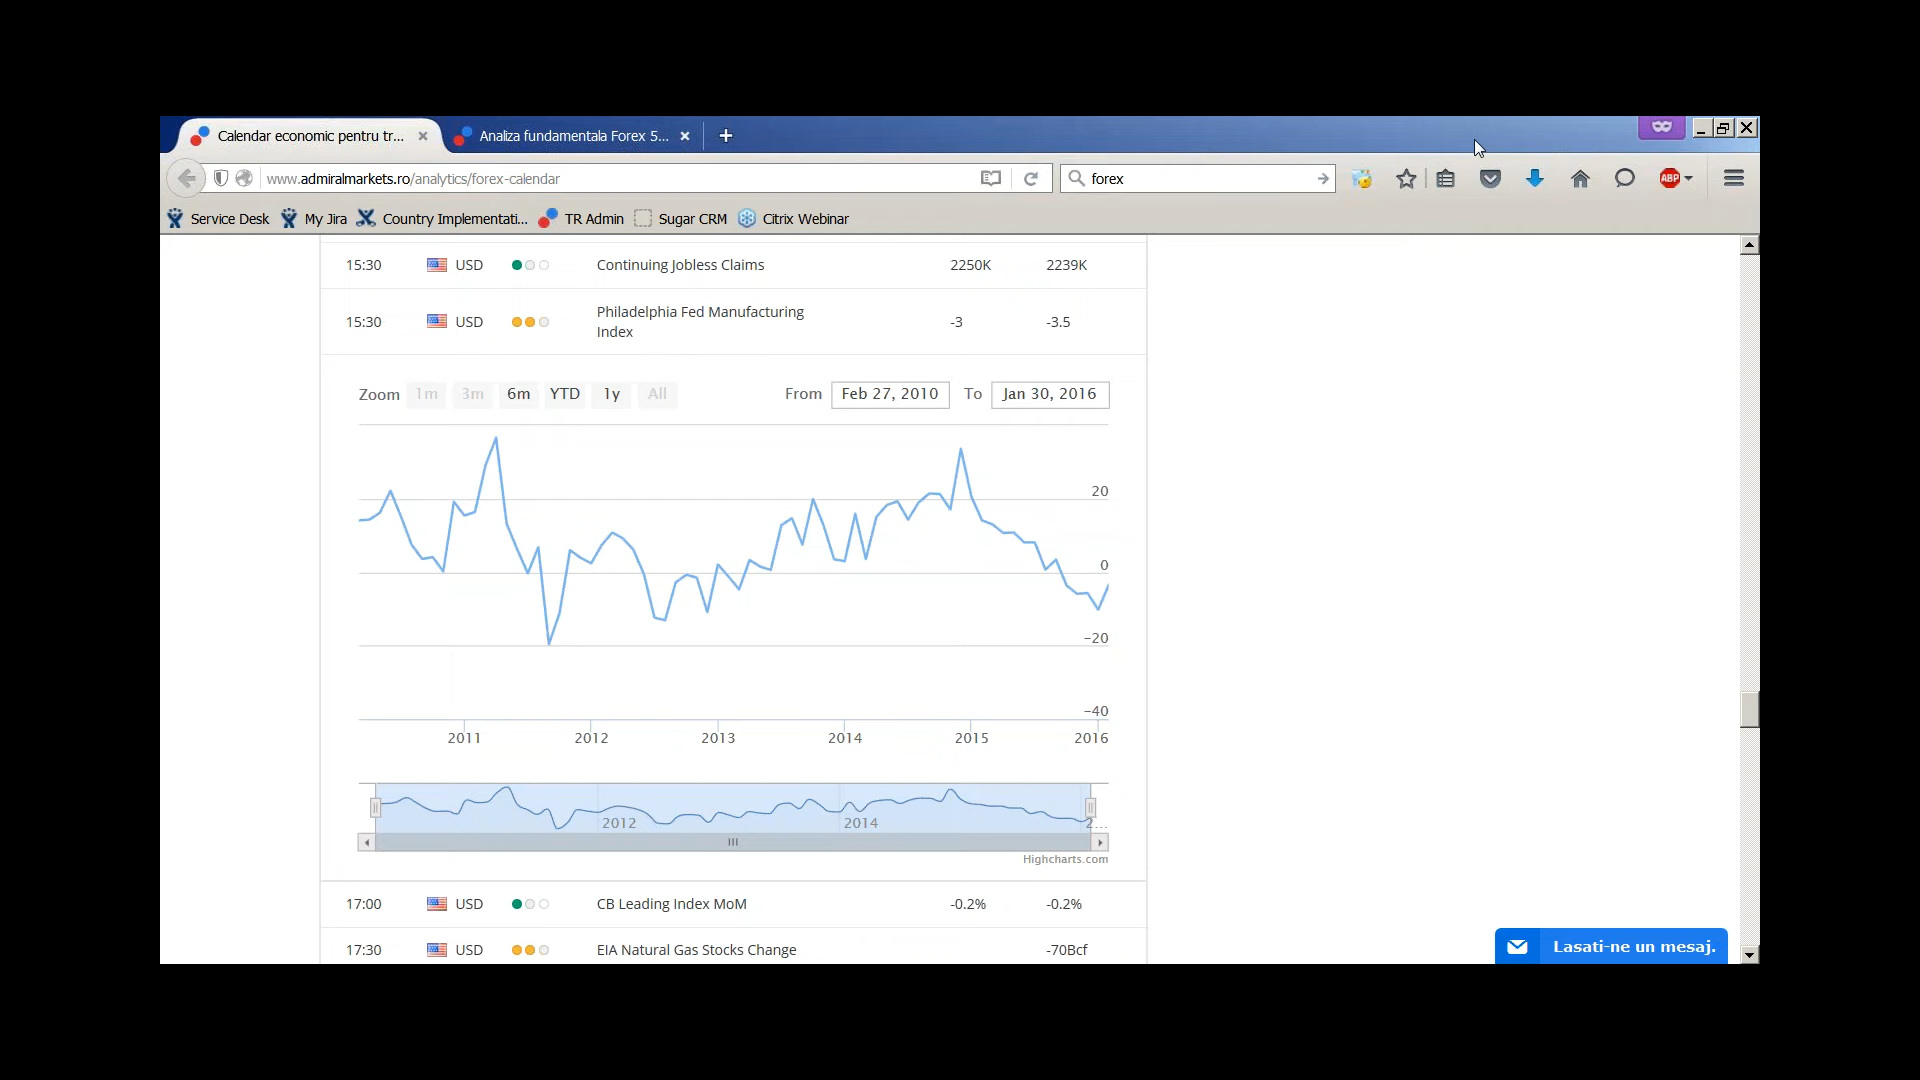 Calendar economic pentru tr...
Analiza fundamentala Forex 5...
www.admiralmarkets.ro/analytics/forex-calendar
forex
ABP
Service Desk
My Jira
Country Implementati...
TR Admin
Sugar CRM
Citrix Webinar
15:30 USD Continuing Jobless Claims 2250K 2239K
15:30 USD Philadelphia Fed Manufacturing -3 -3.5
Index
Zoom 1m 3m 6m YTD 1y All From Feb 27, 2010 To Jan 30, 2016
20
0
-20
-40
2011 2012 2013 2014 2015 2016
2012 2014 2...
Highcharts.com
17:00 USD CB Leading Index MoM -0.2% -0.2%
17:30 USD EIA Natural Gas Stocks Change -70Bcf
Lasati-ne un mesaj.